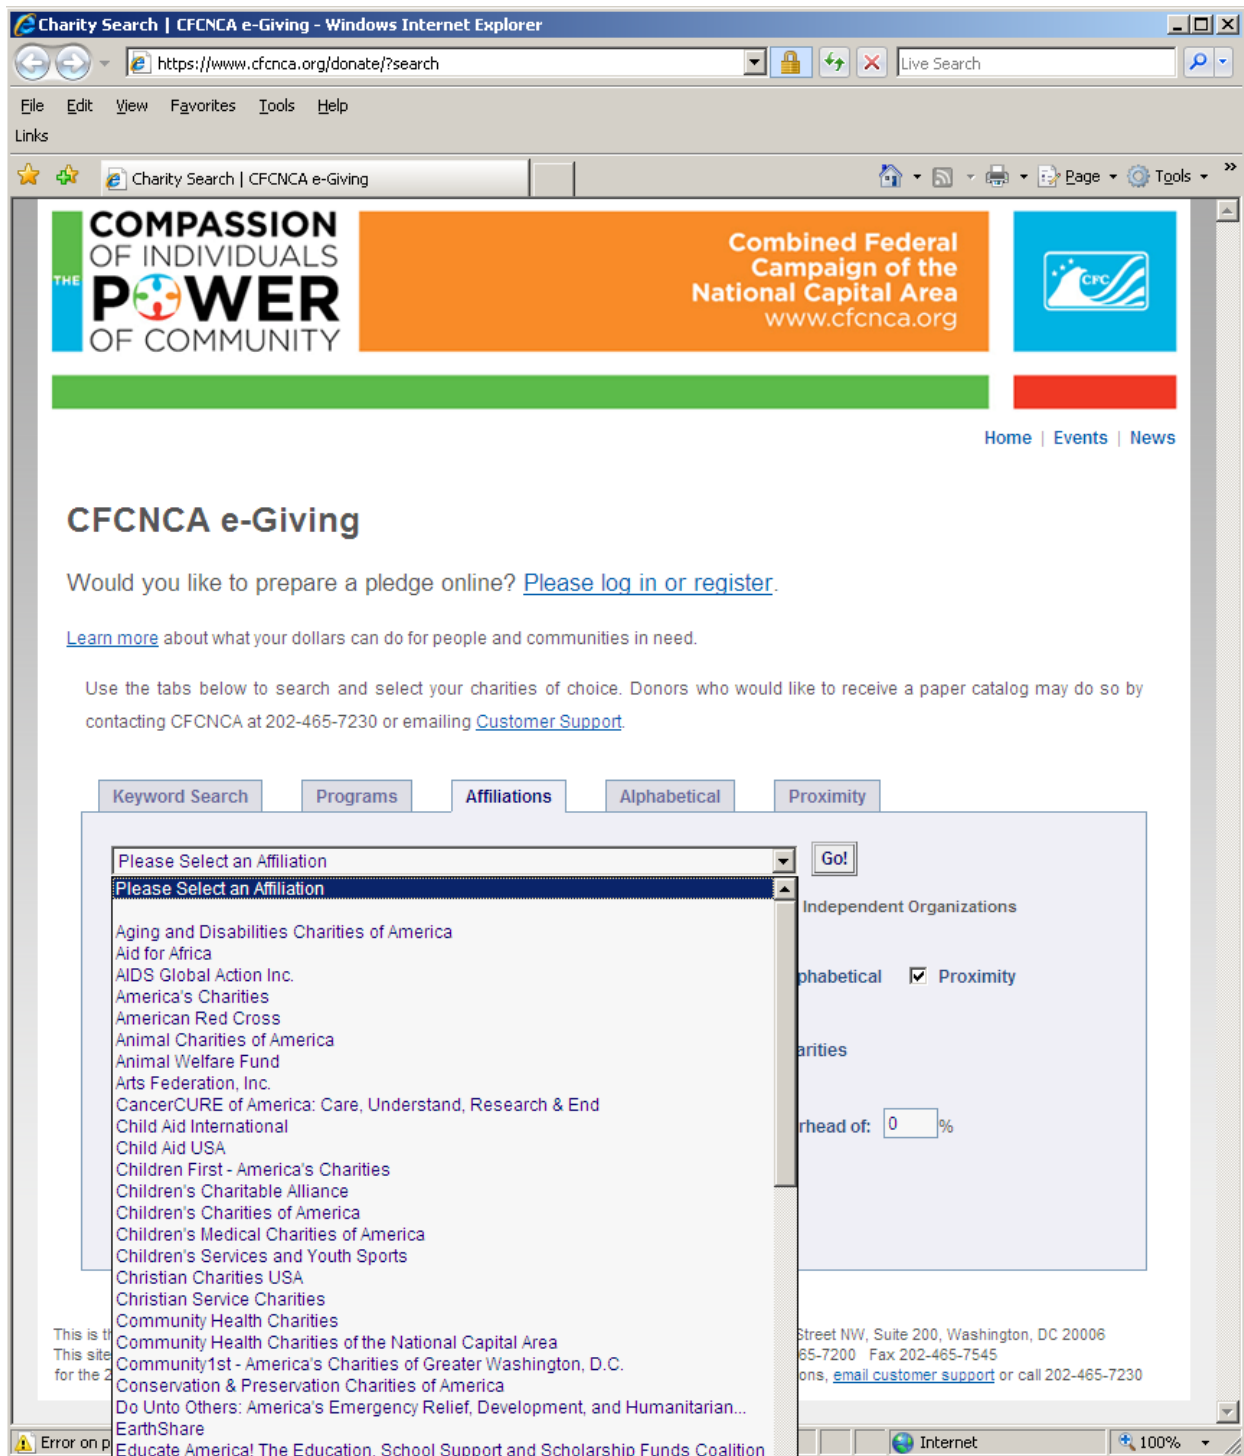 Charity Search | CFCNCA e-Giving - Windows Internet Explorer
https://www.cfcnca.org/donate/?search
Live Search
File Edit View Favorites Tools Help
Links
Charity Search | CFCNCA e-Giving
Page Tools »
THE
COMPASSION
OF INDIVIDUALS
POWER
OF COMMUNITY
Combined Federal
Campaign of the
National Capital Area
www.cfcnca.org
CFC
Home | Events | News
CFCNCA e-Giving
Would you like to prepare a pledge online? Please log in or register.
Learn more about what your dollars can do for people and communities in need.
Use the tabs below to search and select your charities of choice. Donors who would like to receive a paper catalog may do so by
contacting CFCNCA at 202-465-7230 or emailing Customer Support.
Keyword Search Programs Affiliations Alphabetical Proximity
Please Select an Affiliation Go!
Please Select an Affiliation
Independent Organizations
Aging and Disabilities Charities of America
Aid for Africa
AIDS Global Action Inc.
phabetical Proximity
America's Charities
American Red Cross
Animal Charities of America
arities
Animal Welfare Fund
Arts Federation, Inc.
CancerCURE of America: Care, Understand, Research & End
Child Aid International
rhead of: 0 %
Child Aid USA
Children First - America's Charities
Children's Charitable Alliance
Children's Charities of America
Children's Medical Charities of America
Children's Services and Youth Sports
Christian Charities USA
Christian Service Charities
Community Health Charities
This is th
Street NW, Suite 200, Washington, DC 20006
Community Health Charities of the National Capital Area
This site
65-7200 Fax 202-465-7545
Community1st - America's Charities of Greater Washington, D.C.
for the 2
ons, email customer support or call 202-465-7230
Conservation & Preservation Charities of America
Do Unto Others: America's Emergency Relief, Development, and Humanitarian...
EarthShare
Error on p
Educate America! The Education, School Support and Scholarship Funds Coalition
Internet 100%